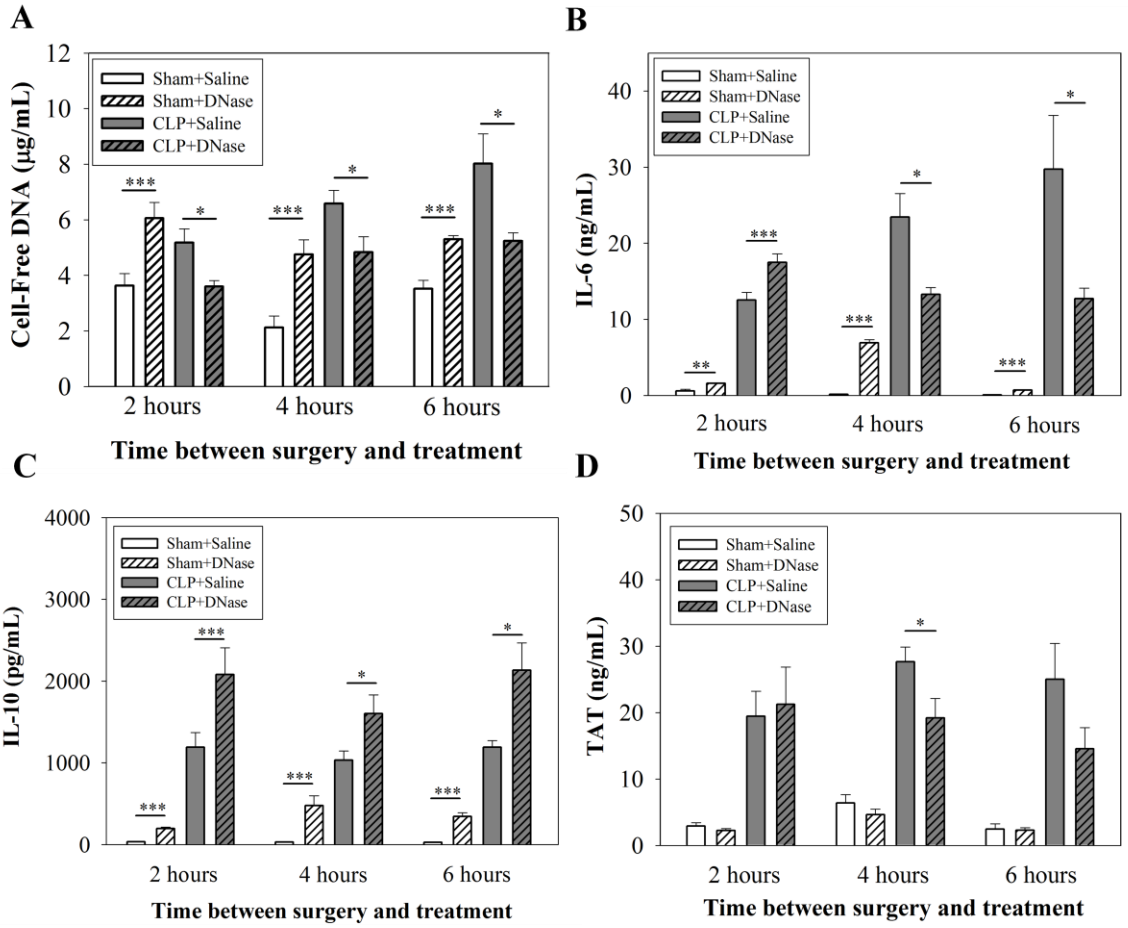 A
12
10
8
6
4
2
0
Cell-Free DNA (μg/mL)
Sham+Saline
Sham+DNase
CLP+Saline
CLP+DNase
***
*
***
*
***
*
2 hours
4 hours
6 hours
Time between surgery and treatment
B
40
30
20
10
0
IL-6 (ng/mL)
Sham+Saline
Sham+DNase
CLP+Saline
CLP+DNase
**
***
***
*
***
*
2 hours
4 hours
6 hours
Time between surgery and treatment
C
4000
3000
2000
1000
0
IL-10 (pg/mL)
Sham+Saline
Sham+DNase
CLP+Saline
CLP+DNase
***
***
***
*
***
*
2 hours
4 hours
6 hours
Time between surgery and treatment
D
50
40
30
20
10
0
TAT (ng/mL)
Sham+Saline
Sham+DNase
CLP+Saline
CLP+DNase
*
2 hours
4 hours
6 hours
Time between surgery and treatment